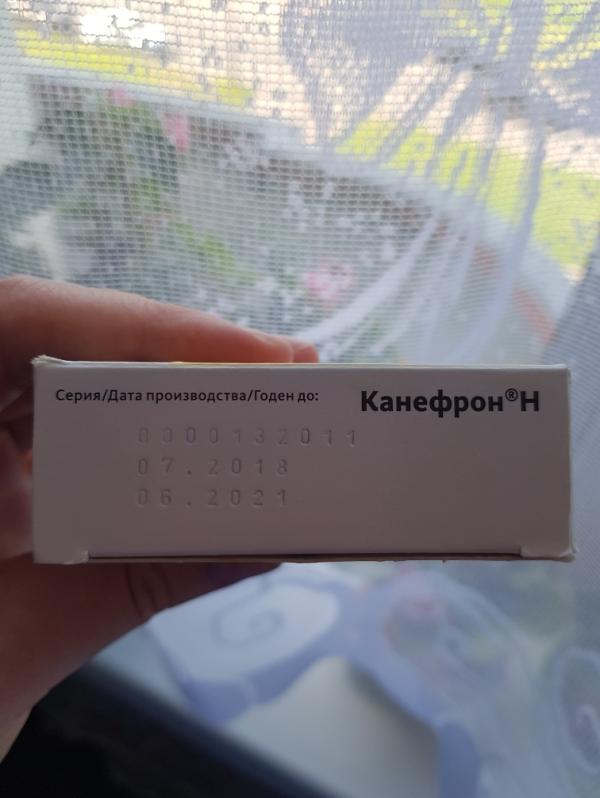 Серия/Дата производства/Годен до:
Канефрон®Н
0000132011
07.2018
06.2021